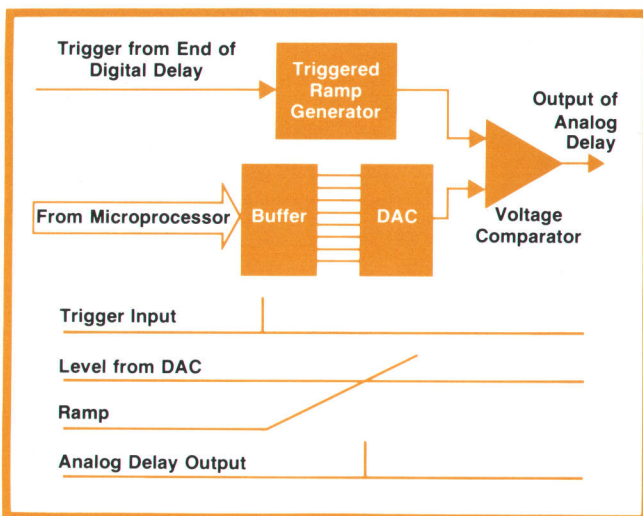 Trigger from End of
Digital Delay
Triggered
Ramp
Generator
Output of
Analog
Delay
From Microprocessor
Buffer
DAC
Voltage
Comparator
Trigger Input
Level from DAC
Ramp
Analog Delay Output